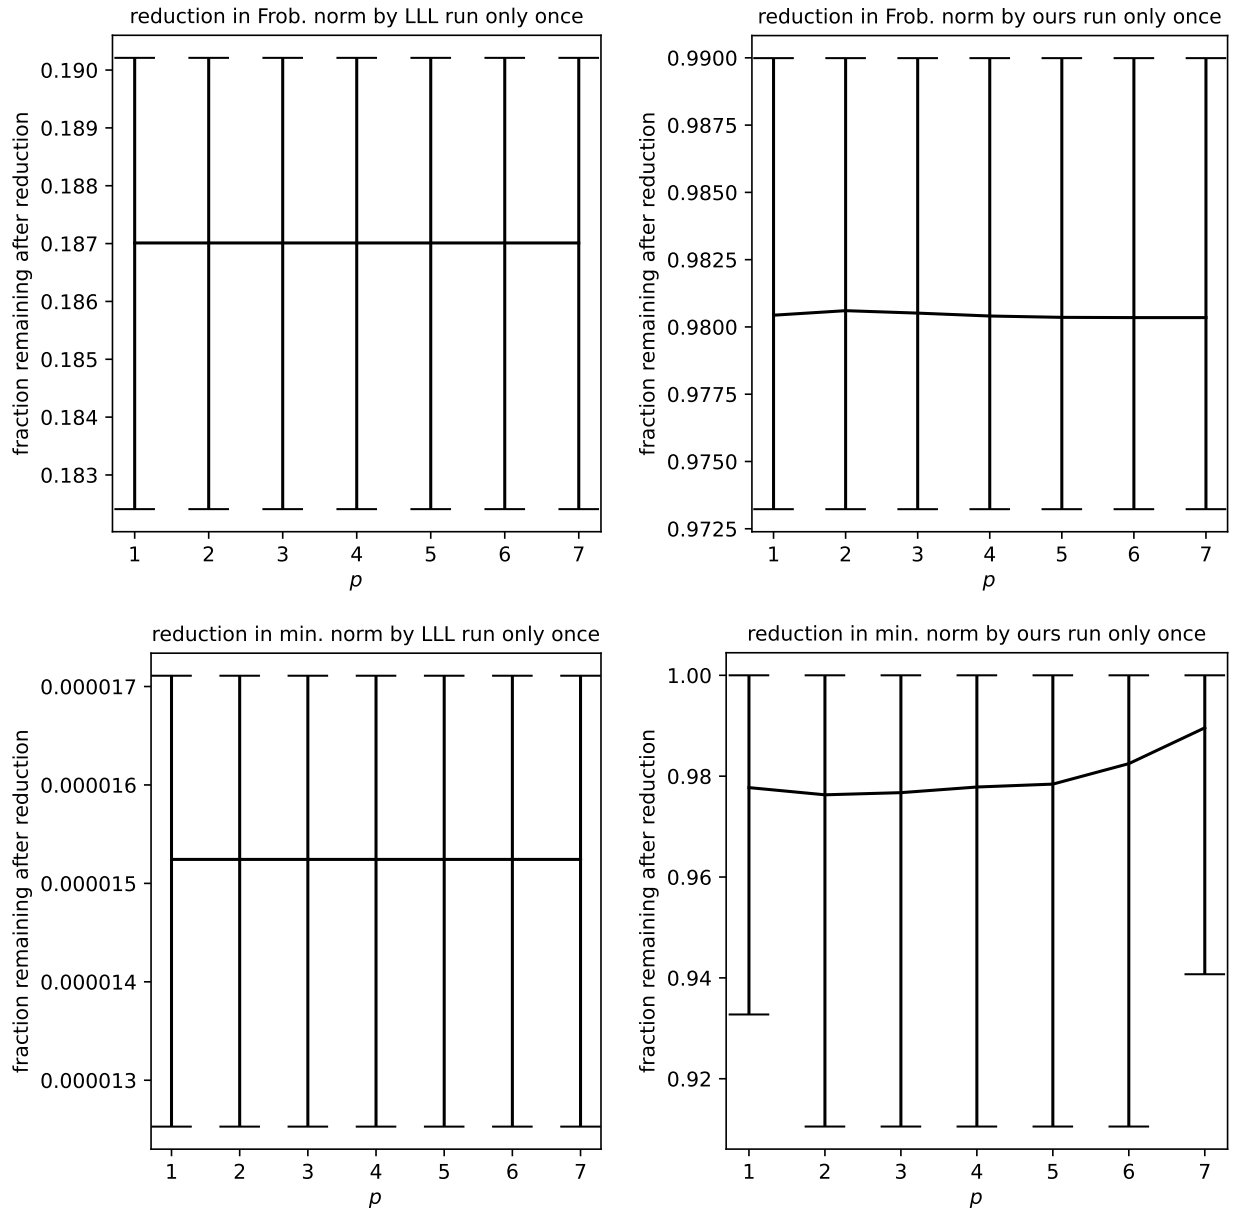 reduction in Frob. norm by LLL run only once
fraction remaining after reduction
0.190
0.189
0.188
0.187
0.186
0.185
0.184
0.183
1 2 3 4 5 6 7
p
reduction in Frob. norm by ours run only once
fraction remaining after reduction
0.9900
0.9875
0.9850
0.9825
0.9800
0.9775
0.9750
0.9725
1 2 3 4 5 6 7
p
reduction in min. norm by LLL run only once
fraction remaining after reduction
0.000017
0.000016
0.000015
0.000014
0.000013
1 2 3 4 5 6 7
p
reduction in min. norm by ours run only once
fraction remaining after reduction
1.00
0.98
0.96
0.94
0.92
1 2 3 4 5 6 7
p